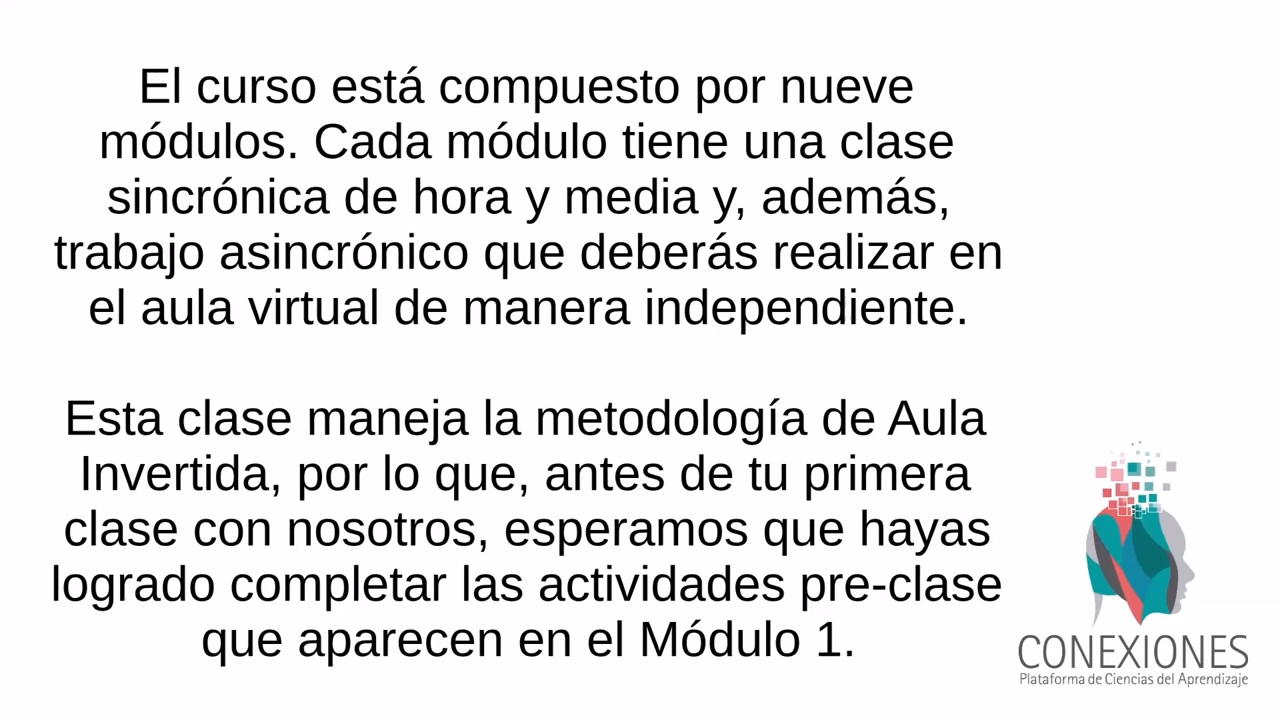 El curso está compuesto por nueve
módulos. Cada módulo tiene una clase
sincrónica de hora y media y, además,
trabajo asincrónico que deberás realizar en
el aula virtual de manera independiente.
Esta clase maneja la metodología de Aula
Invertida, por lo que, antes de tu primera
clase con nosotros, esperamos que hayas
logrado completar las actividades pre-clase
que aparecen en el Módulo 1.
CONEXIONES
Plataforma de Ciencias del Aprendizaje